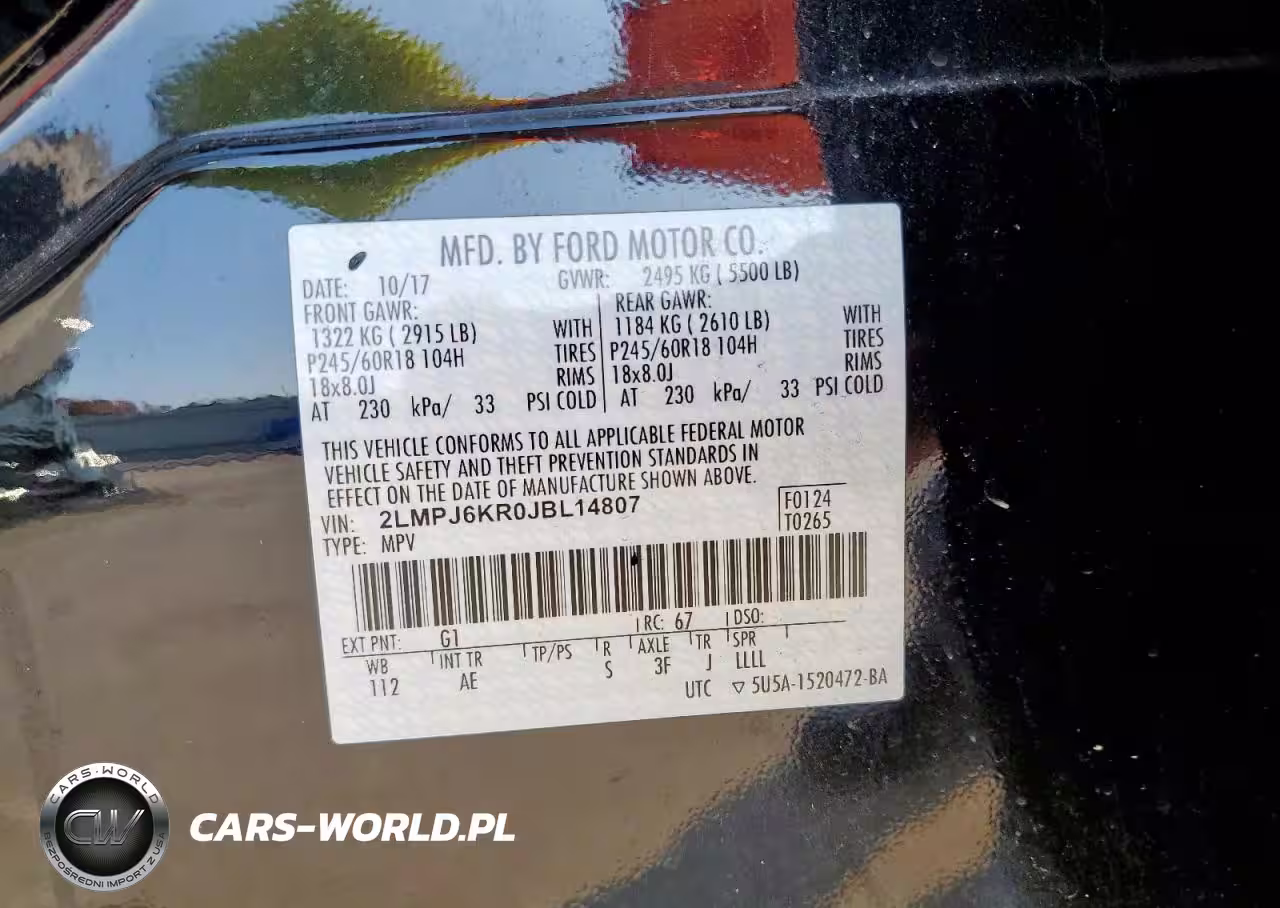 MFD. BY FORD MOTOR CO.
DATE: 10/17 GVWR: 2495 KG ( 5500 LB)
FRONT GAWR: REAR GAWR:
1322 KG ( 2915 LB) WITH 1184 KG ( 2610 LB) WITH
P245/60R18 104H TIRES P245/60R18 104H TIRES
18x8.0J RIMS 18x8.0J RIMS
AT 230 kPa/ 33 PSI COLD AT 230 kPa/ 33 PSI COLD
THIS VEHICLE CONFORMS TO ALL APPLICABLE FEDERAL MOTOR
VEHICLE SAFETY AND THEFT PREVENTION STANDARDS IN
EFFECT ON THE DATE OF MANUFACTURE SHOWN ABOVE.
VIN: 2LMPJ6KR0JBL14807 F0124
TYPE: MPV T0265
EXT PNT: G1 RC: 67 DSO:
WB INT TR TP/PS R AXLE TR SPR
112 AE S 3F J LLLL
UTC ▽ 5U5A-1520472-BA
CARS-WORLD
CW
BEZPOŚREDNI IMPORT Z USA
CARS-WORLD.PL